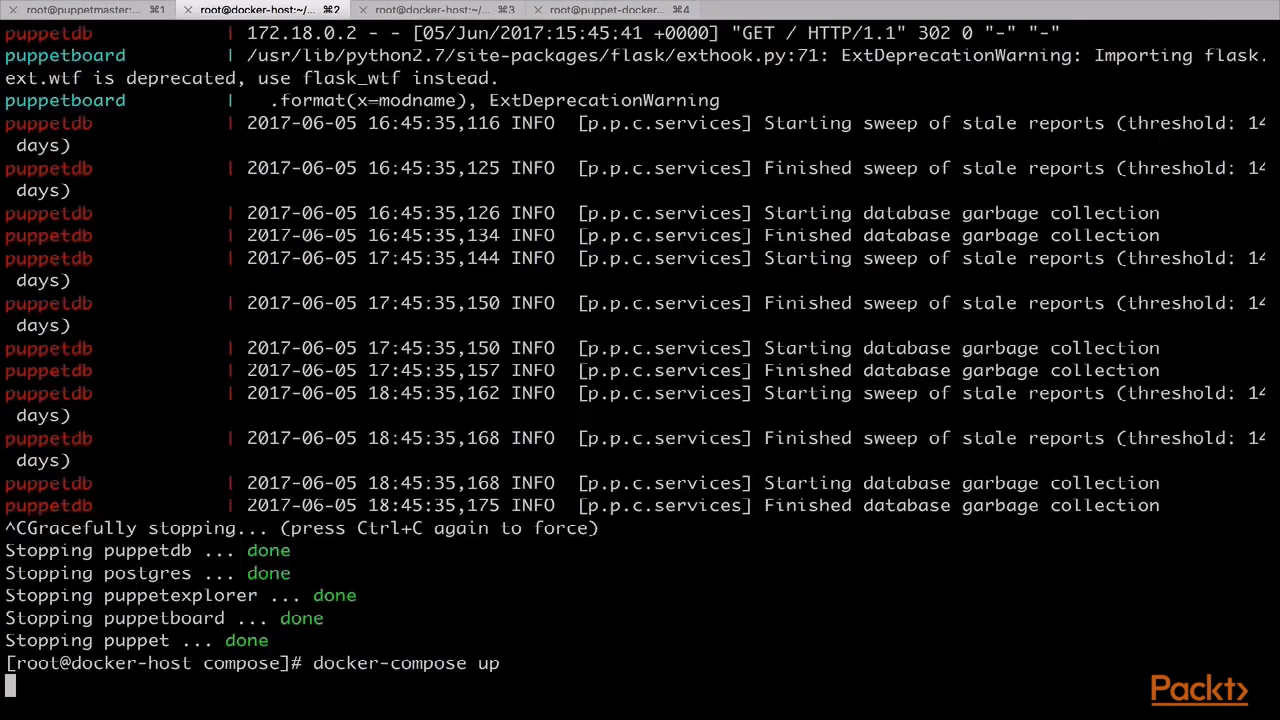 root@puppetmaster:... ⌘1 root@docker-host:~/... ⌘2 root@docker-host:~/... ⌘3 root@puppet-docker... ⌘4
puppetdb | 172.18.0.2 - - [05/Jun/2017:15:45:41 +0000] "GET / HTTP/1.1" 302 0 "-" "-"
puppetboard | /usr/lib/python2.7/site-packages/flask/exthook.py:71: ExtDeprecationWarning: Importing flask.
ext.wtf is deprecated, use flask_wtf instead.
puppetboard | .format(x=modname), ExtDeprecationWarning
puppetdb | 2017-06-05 16:45:35,116 INFO [p.p.c.services] Starting sweep of stale reports (threshold: 14
days)
puppetdb | 2017-06-05 16:45:35,125 INFO [p.p.c.services] Finished sweep of stale reports (threshold: 14
days)
puppetdb | 2017-06-05 16:45:35,126 INFO [p.p.c.services] Starting database garbage collection
puppetdb | 2017-06-05 16:45:35,134 INFO [p.p.c.services] Finished database garbage collection
puppetdb | 2017-06-05 17:45:35,144 INFO [p.p.c.services] Starting sweep of stale reports (threshold: 14
days)
puppetdb | 2017-06-05 17:45:35,150 INFO [p.p.c.services] Finished sweep of stale reports (threshold: 14
days)
puppetdb | 2017-06-05 17:45:35,150 INFO [p.p.c.services] Starting database garbage collection
puppetdb | 2017-06-05 17:45:35,157 INFO [p.p.c.services] Finished database garbage collection
puppetdb | 2017-06-05 18:45:35,162 INFO [p.p.c.services] Starting sweep of stale reports (threshold: 14
days)
puppetdb | 2017-06-05 18:45:35,168 INFO [p.p.c.services] Finished sweep of stale reports (threshold: 14
days)
puppetdb | 2017-06-05 18:45:35,168 INFO [p.p.c.services] Starting database garbage collection
puppetdb | 2017-06-05 18:45:35,175 INFO [p.p.c.services] Finished database garbage collection
^CGracefully stopping... (press Ctrl+C again to force)
Stopping puppetdb ... done
Stopping postgres ... done
Stopping puppetexplorer ... done
Stopping puppetboard ... done
Stopping puppet ... done
[root@docker-host compose]# docker-compose up
Packt>